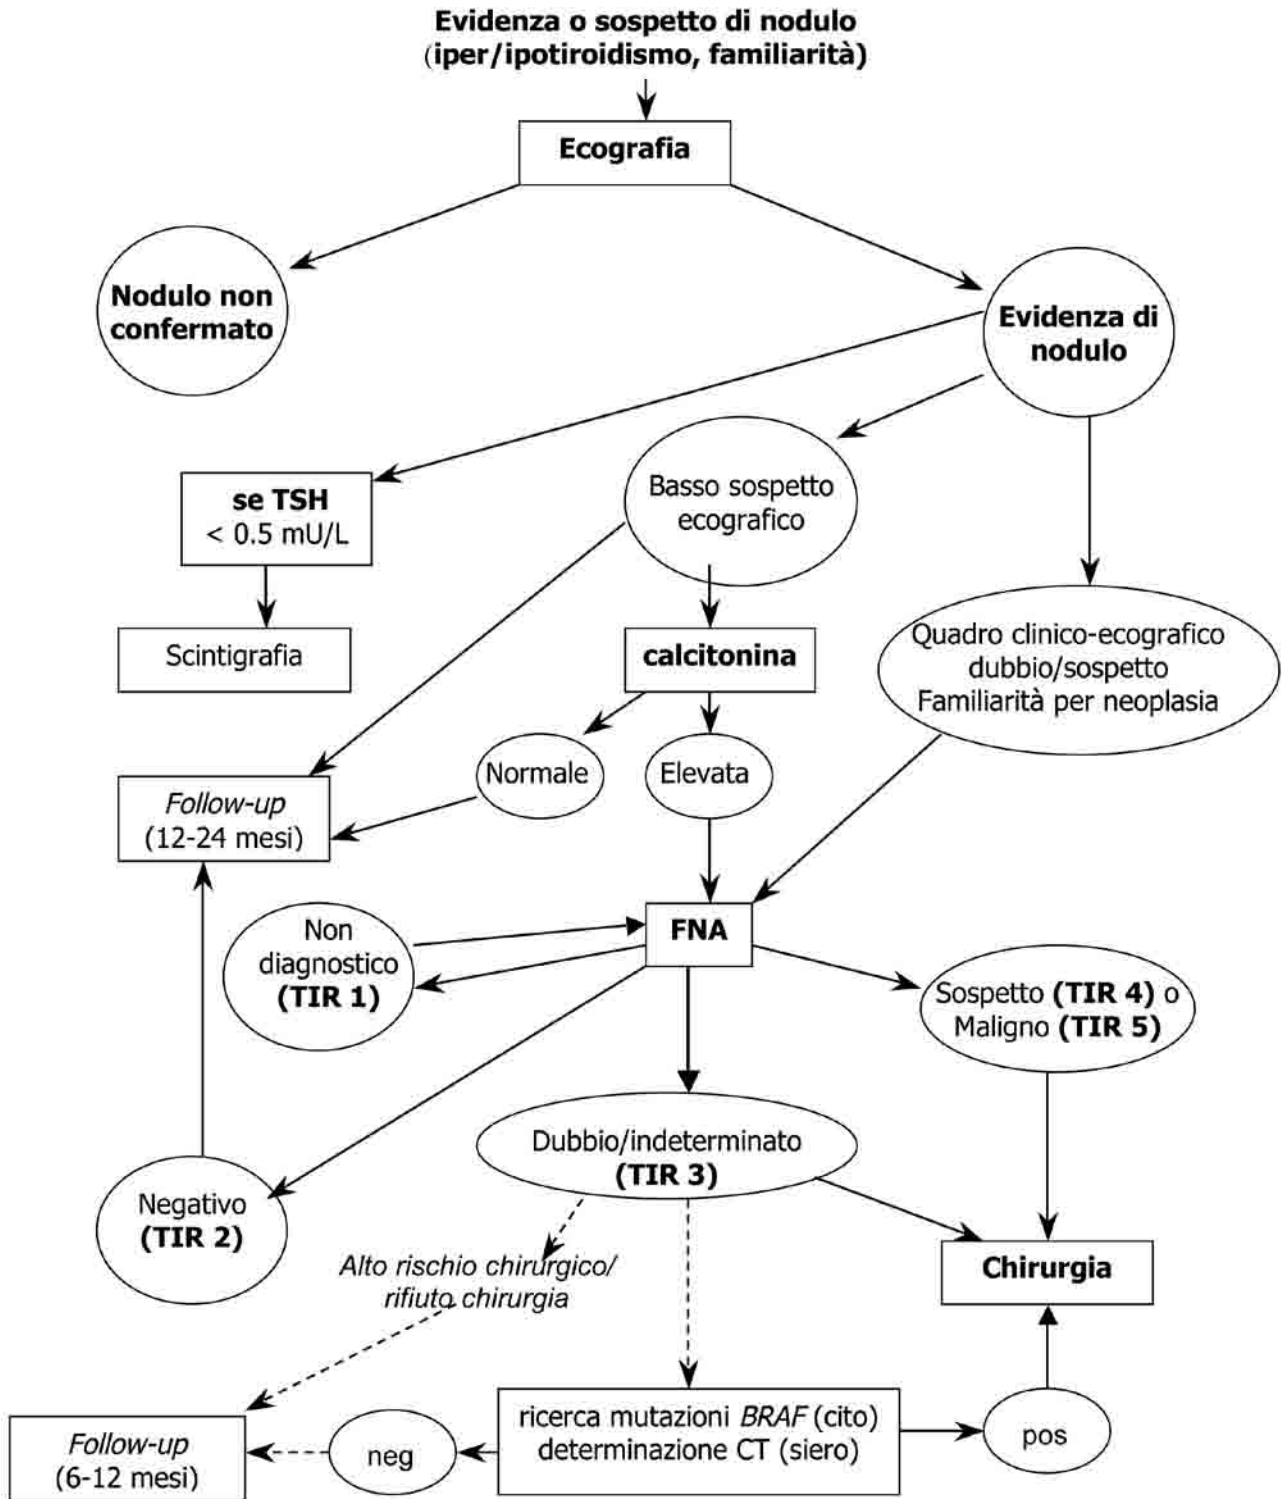 Evidenza o sospetto di nodulo
(iper/ipotiroidismo, familiarità)
Ecografia
Nodulo non
confermato
Evidenza di
nodulo
se TSH
< 0.5 mU/L
Basso sospetto
ecografico
Scintigrafia
calcitonina
Quadro clinico-ecografico
dubbio/sospetto
Familiarità per neoplasia
Normale
Elevata
Follow-up
(12-24 mesi)
Non
diagnostico
(TIR 1)
FNA
Sospetto (TIR 4) o
Maligno (TIR 5)
Dubbio/indeterminato
(TIR 3)
Negativo
(TIR 2)
Alto rischio chirurgico/
rifiuto chirurgia
Chirurgia
Follow-up
(6-12 mesi)
neg
ricerca mutazioni BRAF (cito)
determinazione CT (siero)
pos